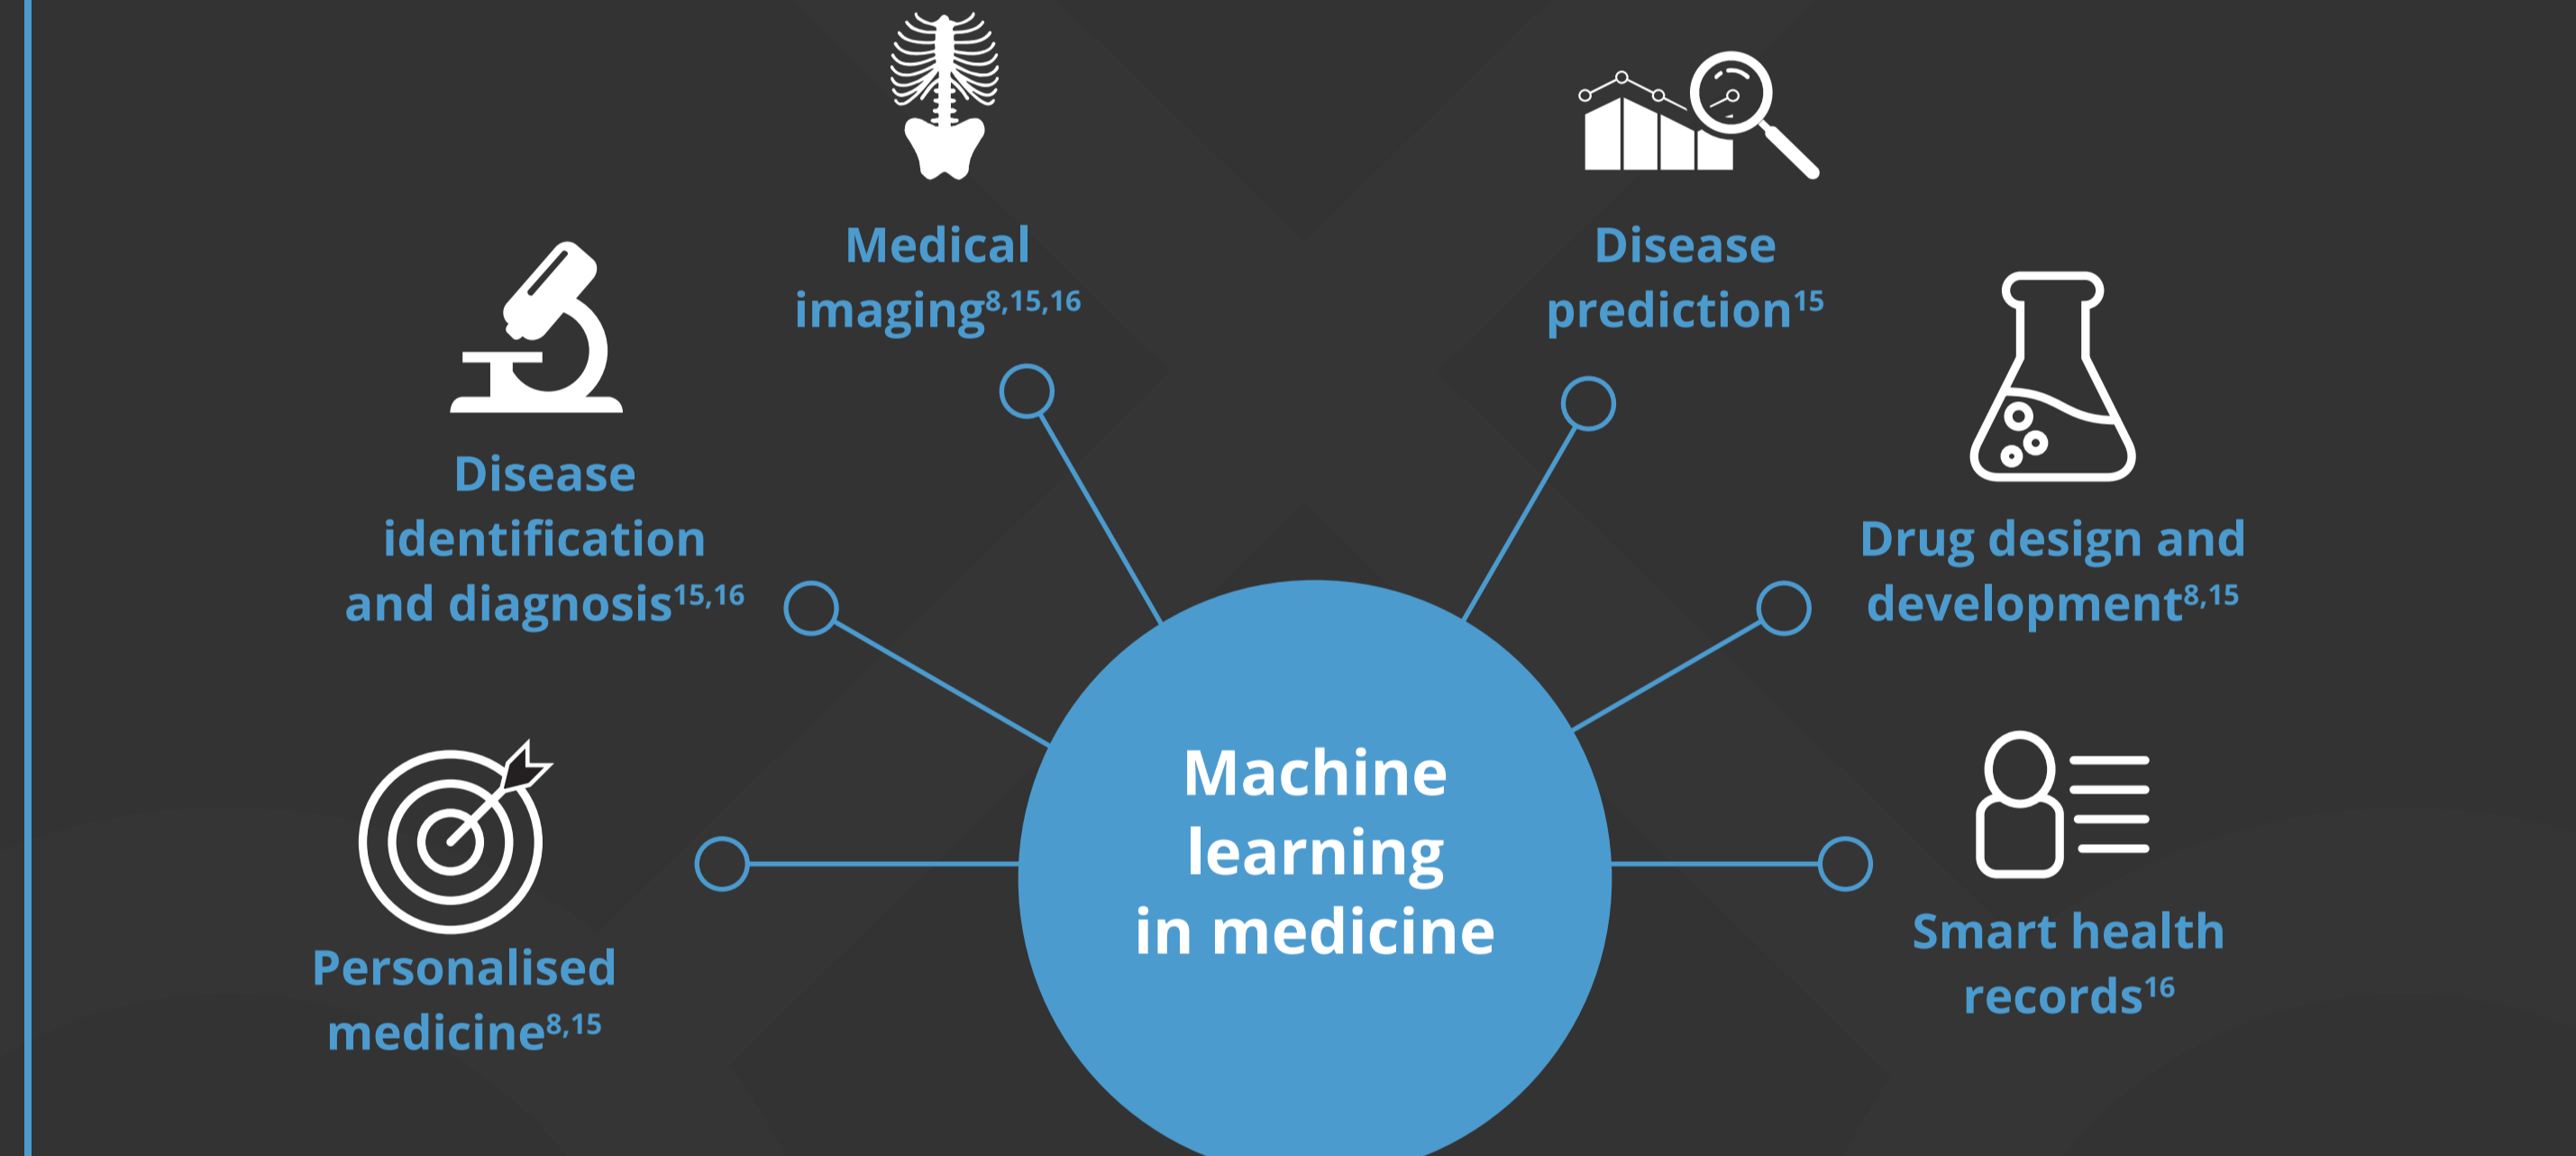 Medical
imaging8,15,16
Disease
prediction15
Disease
identification
and diagnosis15,16
Drug design and
development8,15
Machine
learning
in medicine
Personalised
medicine8,15
Smart health
records16